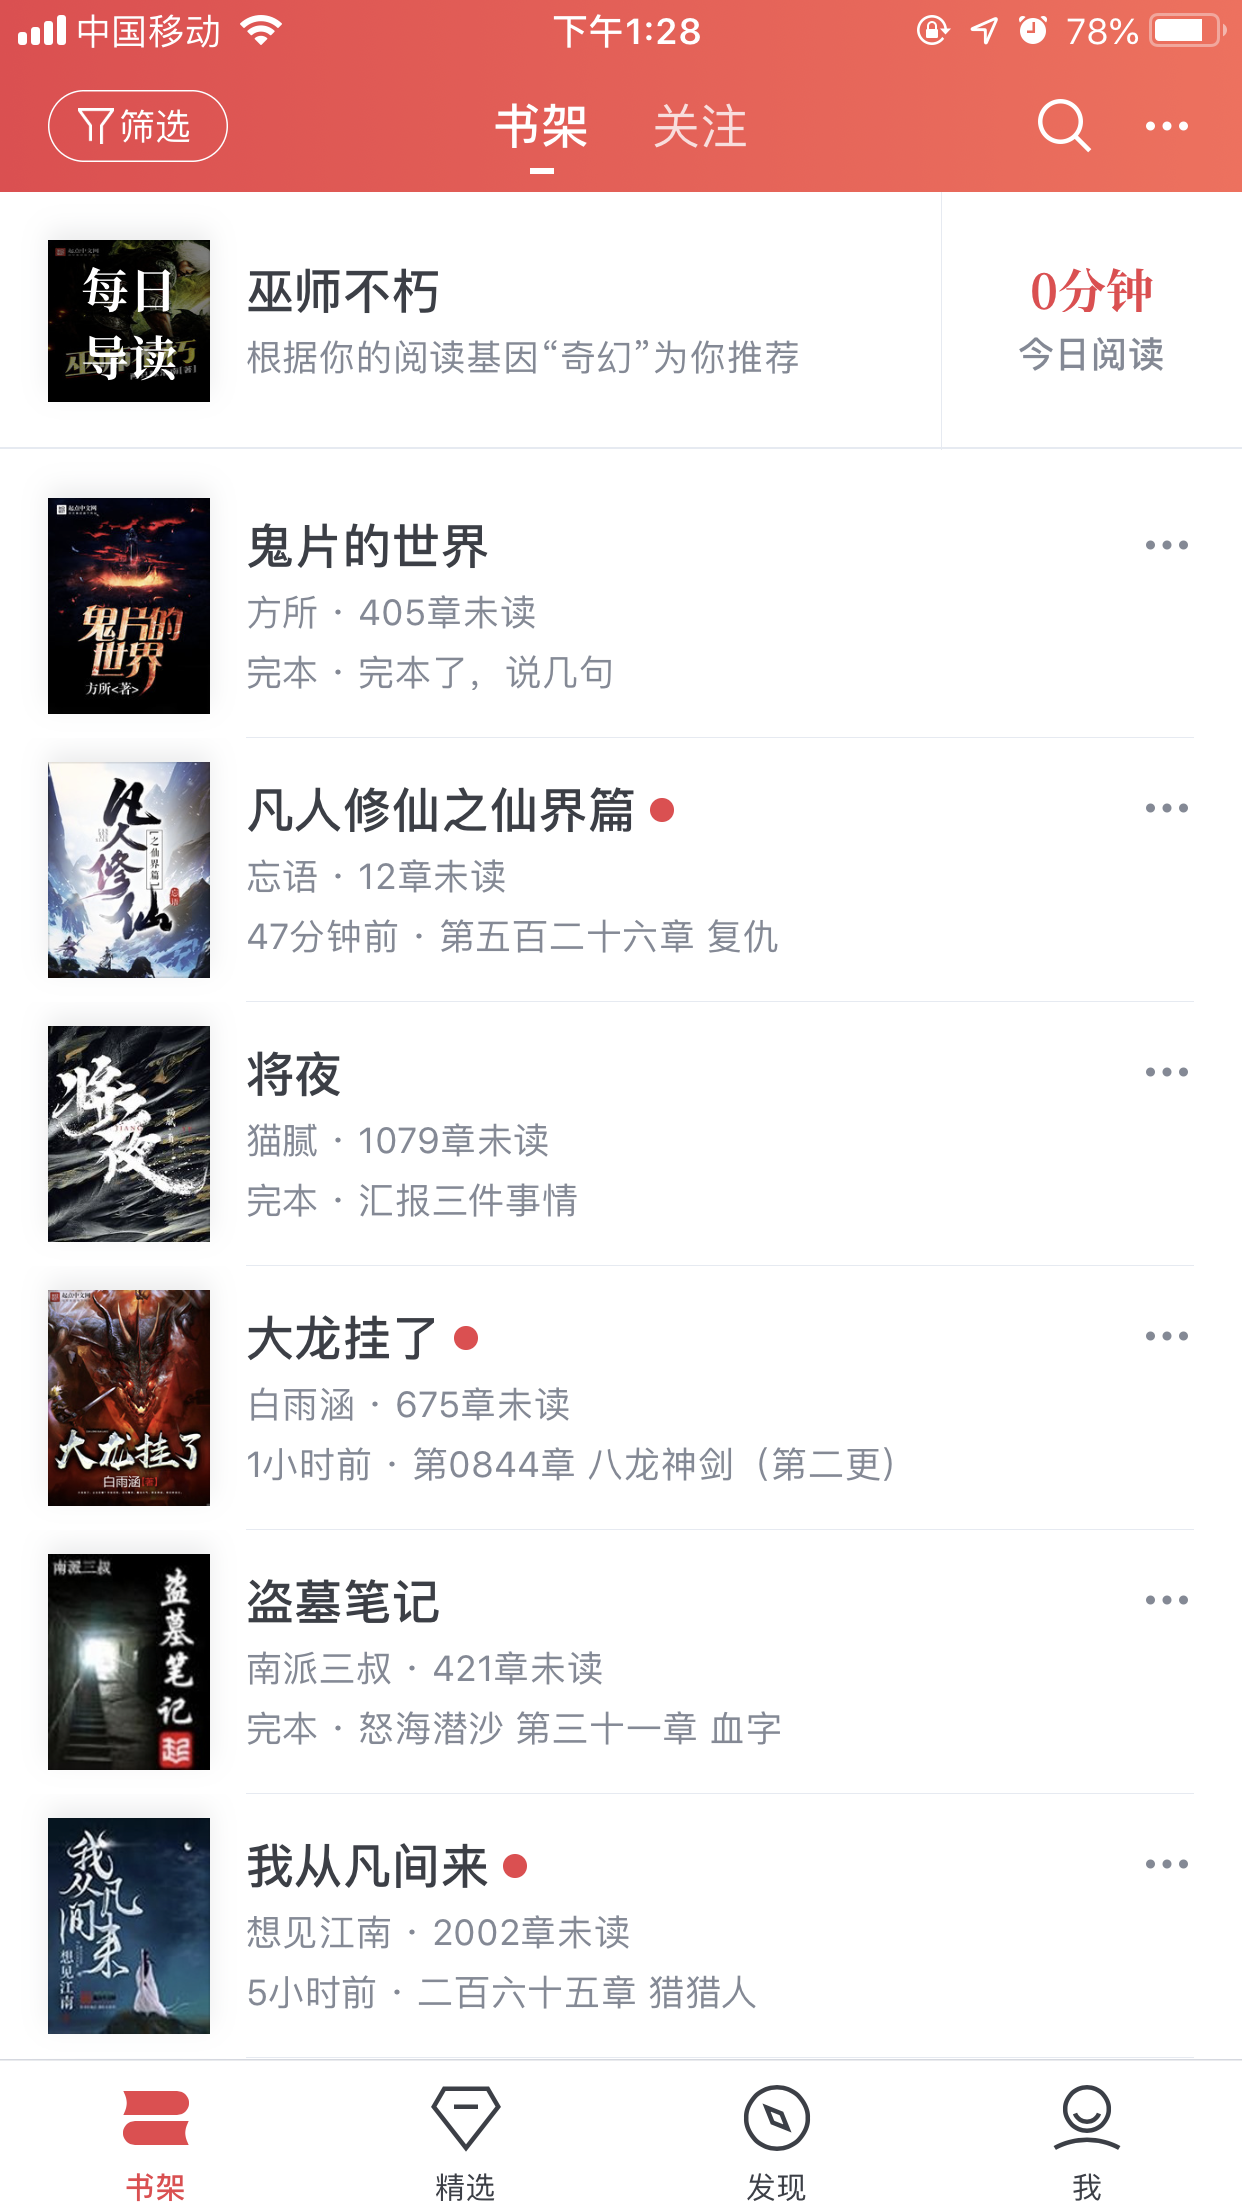 中国移动
下午1:28
78%
筛选
书架
关注
每日
导读
巫师不朽
根据你的阅读基因“奇幻”为你推荐
0分钟
今日阅读
起点中文网
鬼片的
世界
方所<著>
鬼片的世界
方所 · 405章未读
完本 · 完本了，说几句
凡人修仙
之仙界篇
凡人修仙之仙界篇
忘语 · 12章未读
47分钟前 · 第五百二十六章 复仇
将夜
将夜
猫腻 · 1079章未读
完本 · 汇报三件事情
起点中文网
大龙挂了
白雨涵[著]
大龙挂了
白雨涵 · 675章未读
1小时前 · 第0844章 八龙神剑（第二更）
南派三叔
盗墓笔记
盗墓笔记
南派三叔 · 421章未读
完本 · 怒海潜沙 第三十一章 血字
我从凡间来
想见江南
我从凡间来
想见江南 · 2002章未读
5小时前 · 二百六十五章 猎猎人
书架
精选
发现
我